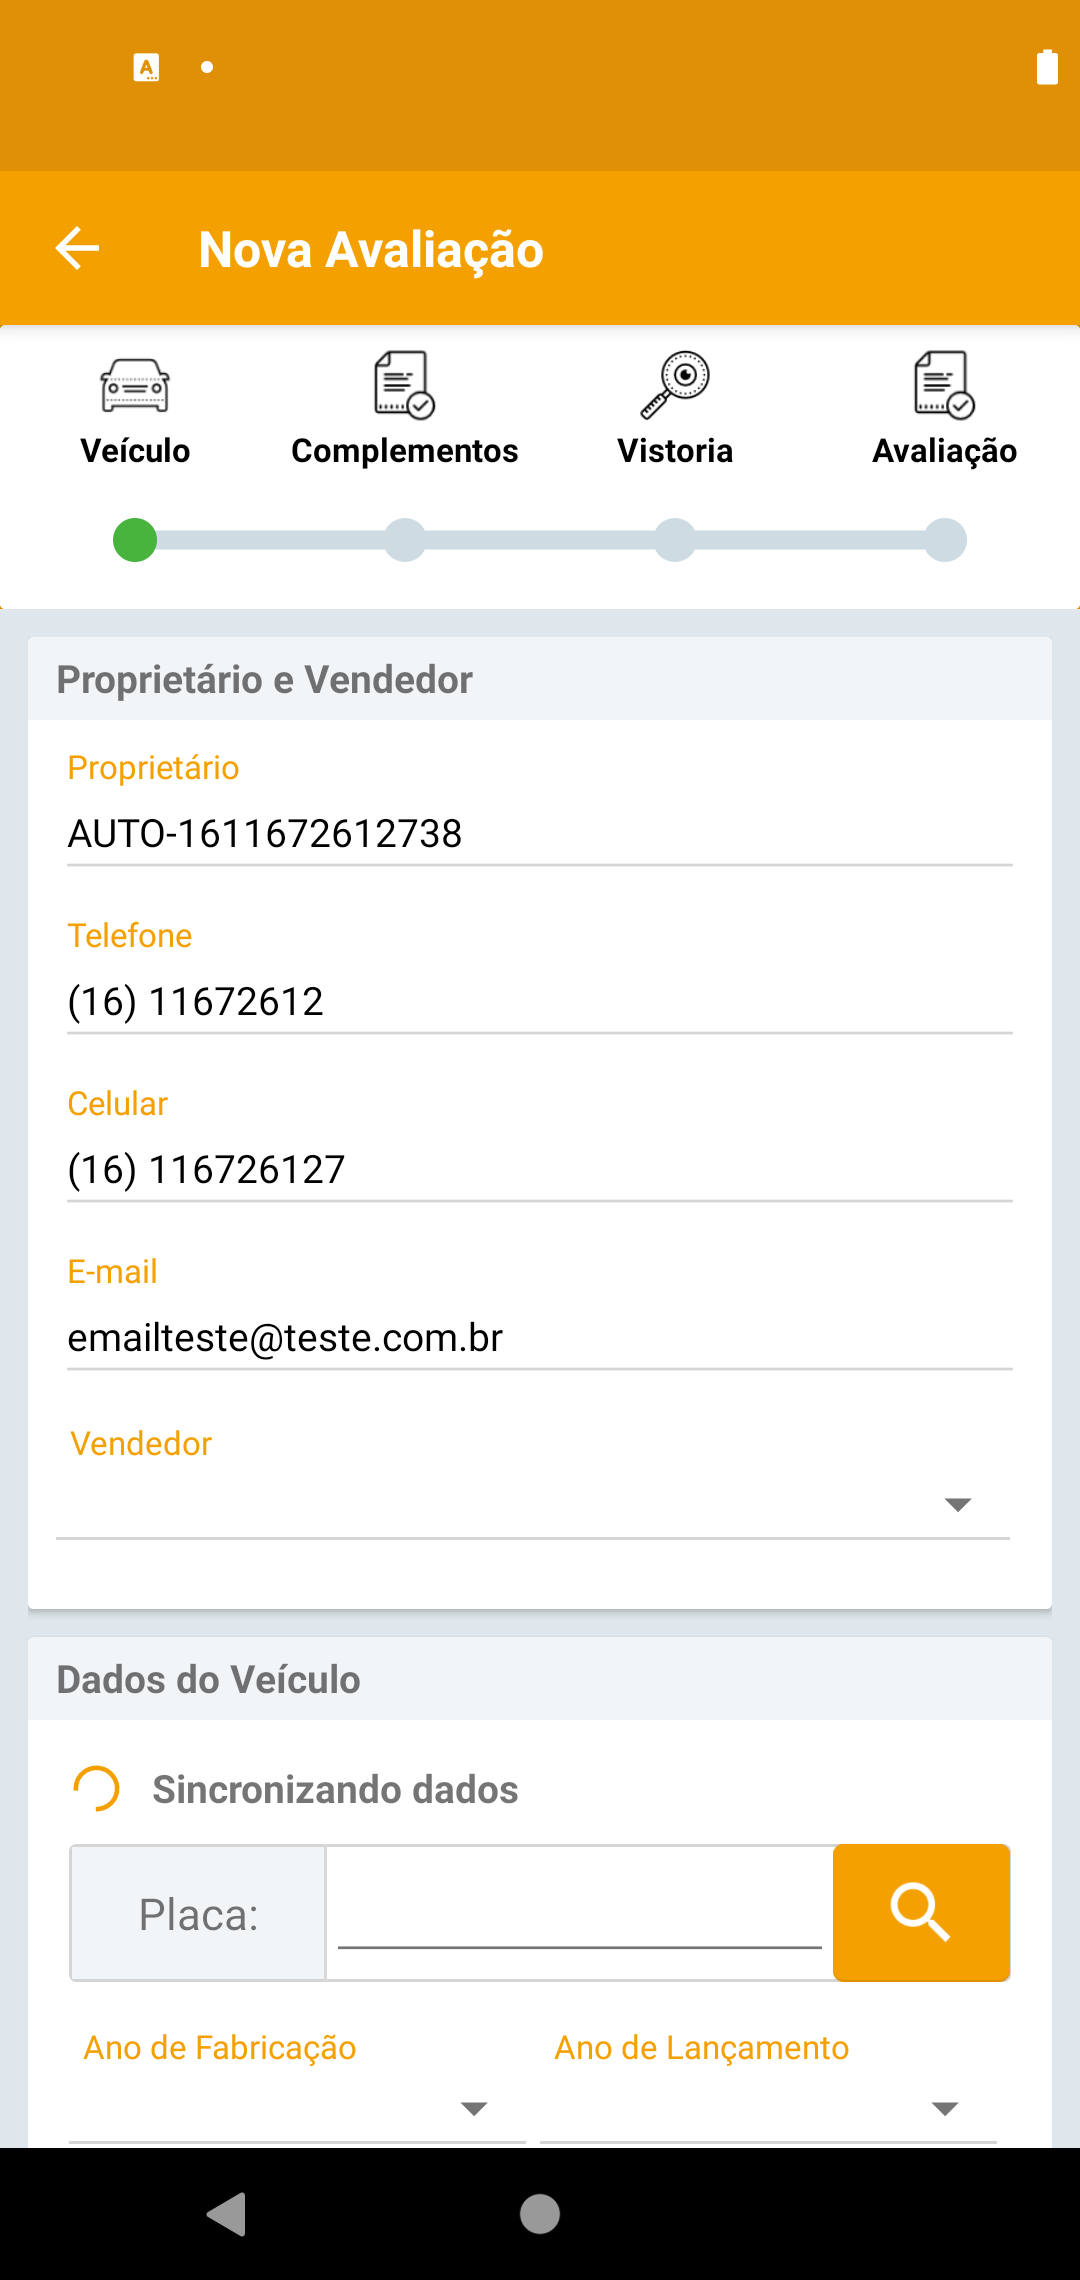 Nova Avaliação
Veículo Complementos Vistoria Avaliação
Proprietário e Vendedor
Proprietário
AUTO-1611672612738
Telefone
(16) 11672612
Celular
(16) 116726127
E-mail
emailteste@teste.com.br
Vendedor
Dados do Veículo
Sincronizando dados
Placa:
Ano de Fabricação Ano de Lançamento